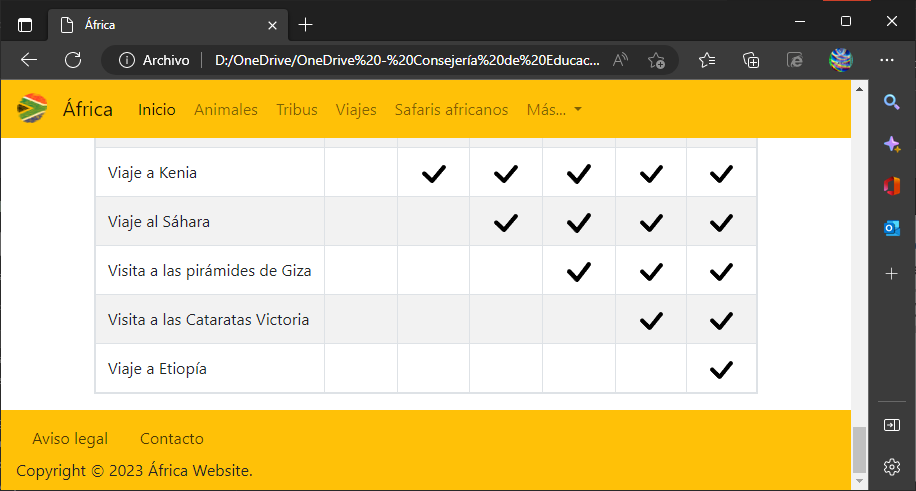 África
Archivo
D:/OneDrive/OneDrive%20-%20Consejería%20de%20Educac...
África Inicio Animales Tribus Viajes Safaris africanos Más...
Viaje a Kenia
Viaje al Sáhara
Visita a las pirámides de Giza
Visita a las Cataratas Victoria
Viaje a Etiopía
Aviso legal Contacto
Copyright © 2023 África Website.